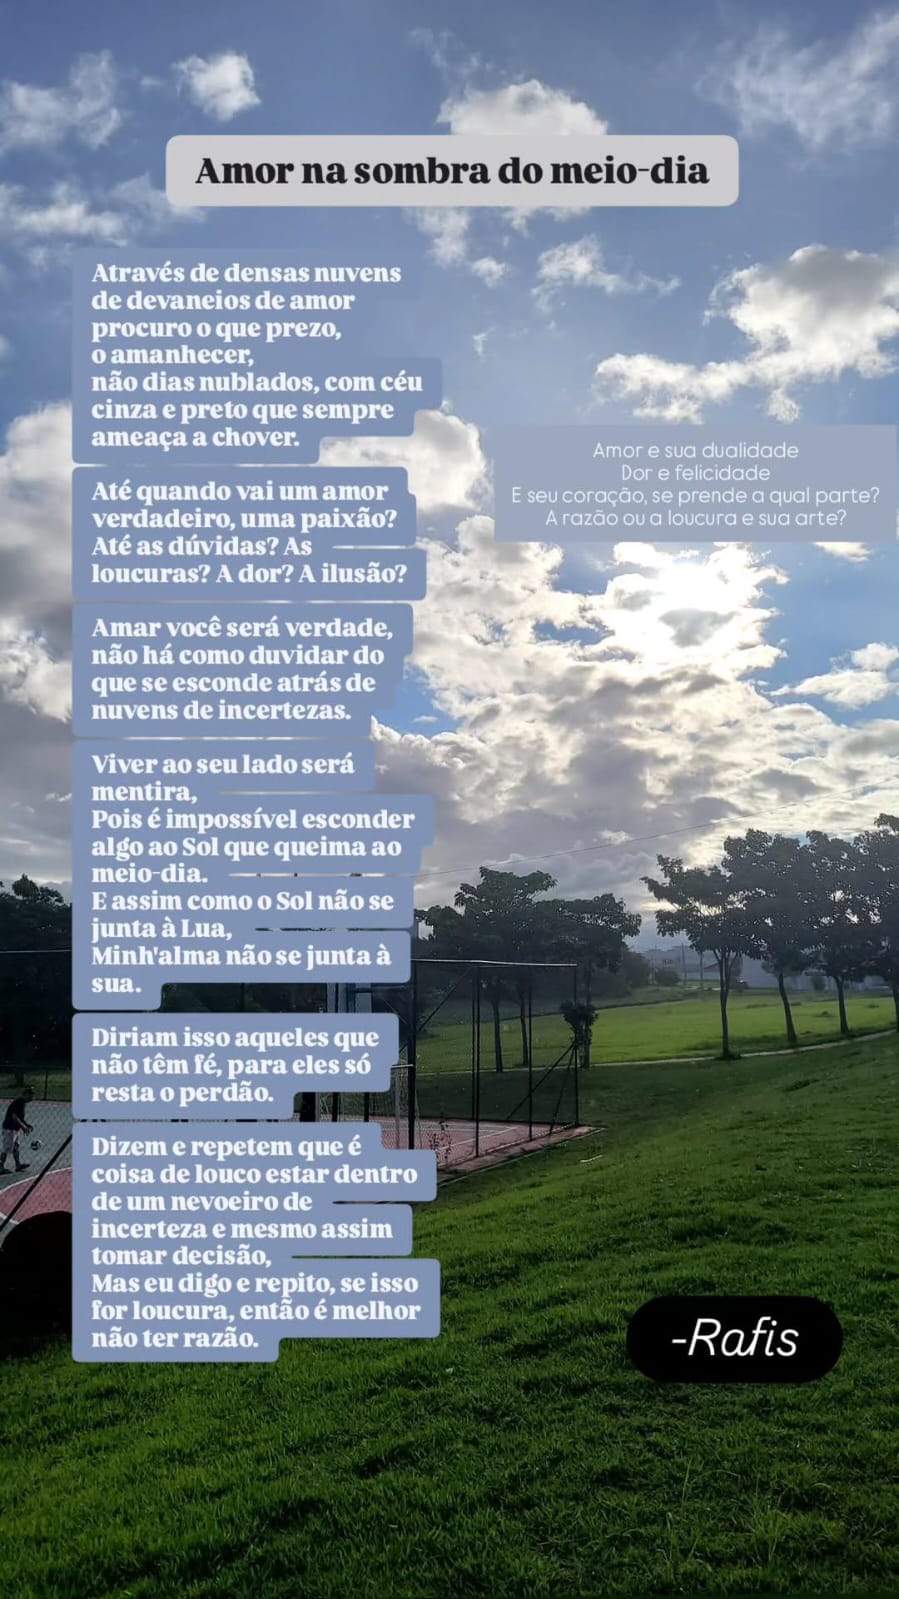 Amor na sombra do meio-dia
Através de densas nuvens
de devaneios de amor
procuro o que prezo,
o amanhecer,
não dias nublados, com céu
cinza e preto que sempre
ameaça a chover.
Até quando vai um amor
verdadeiro, uma paixão?
Até as dúvidas? As
loucuras? A dor? A ilusão?
Amar você será verdade,
não há como duvidar do
que se esconde atrás de
nuvens de incertezas.
Viver ao seu lado será
mentira,
Pois é impossível esconder
algo ao Sol que queima ao
meio-dia.
E assim como o Sol não se
junta à Lua,
Minh'alma não se junta à
sua.
Diriam isso aqueles que
não têm fé, para eles só
resta o perdão.
Dizem e repetem que é
coisa de louco estar dentro
de um nevoeiro de
incerteza e mesmo assim
tomar decisão,
Mas eu digo e repito, se isso
for loucura, então é melhor
não ter razão.
Amor e sua dualidade
Dor e felicidade
E seu coração, se prende a qual parte?
A razão ou a loucura e sua arte?
-Rafis